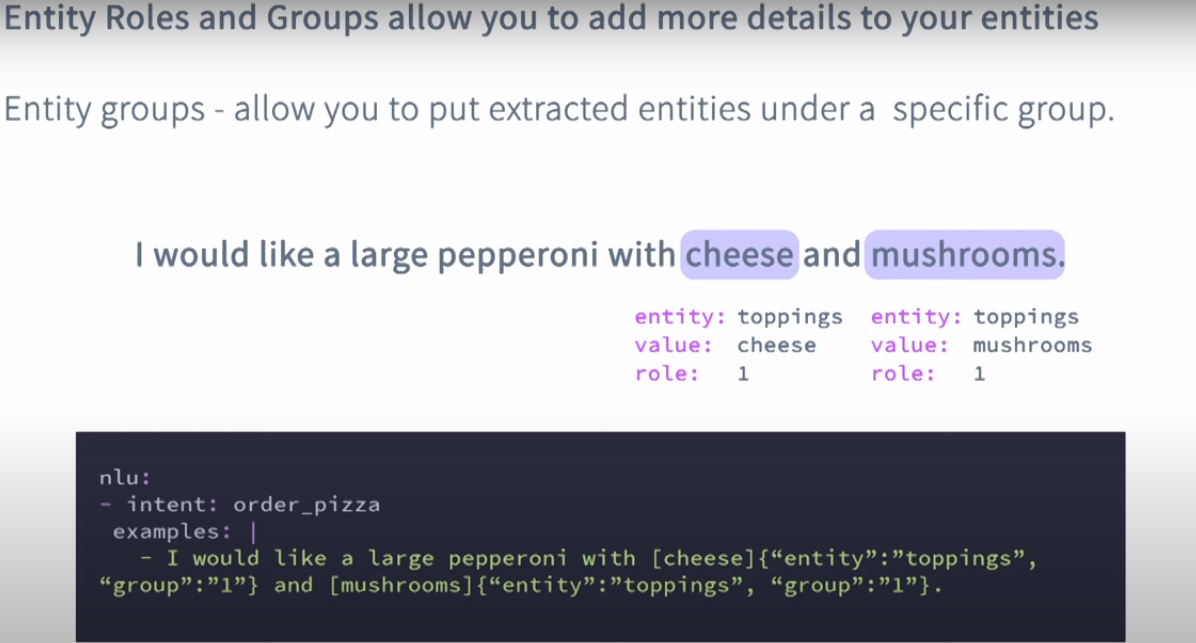 Entity Roles and Groups allow you to add more details to your entities
Entity groups - allow you to put extracted entities under a specific group.
I would like a large pepperoni with cheese and mushrooms.
entity: toppings entity: toppings
value: cheese value: mushrooms
role: 1 role: 1
nlu:
- intent: order_pizza
examples: |
- I would like a large pepperoni with [cheese]{“entity”:”toppings”,
“group”:”1”} and [mushrooms]{“entity”:”toppings”, “group”:”1”}.